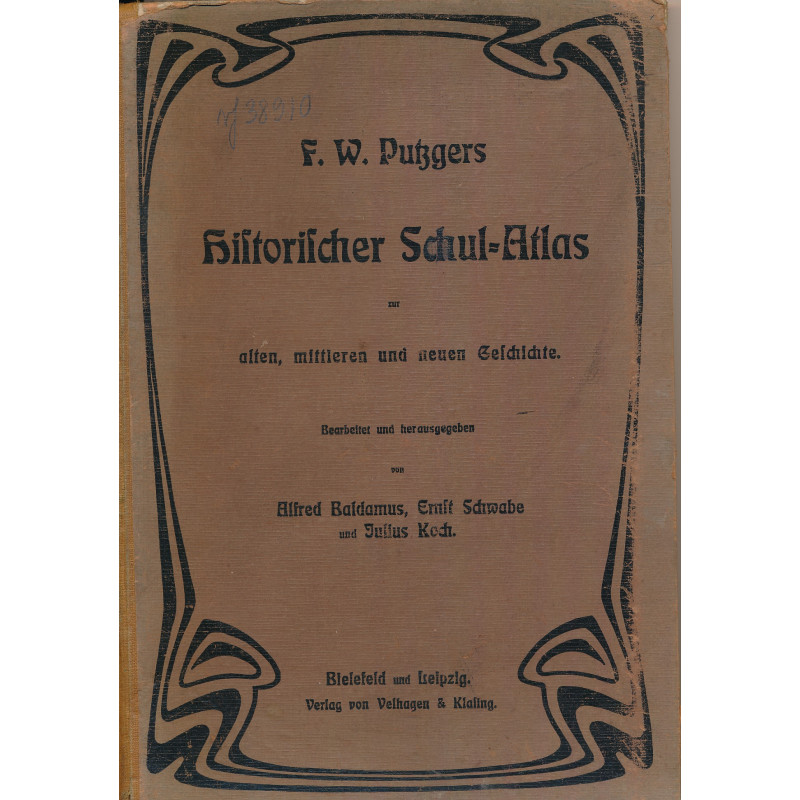 F. W. Putzgers
Historischer Schul-Atlas
zur
alten, mittleren und neuen Geschichte.
Bearbeitet und herausgegeben
von
Alfred Baldamus, Ernst Schwabe
und Julius Koch.
Bielefeld und Leipzig.
Verlag von Velhagen & Klasing.